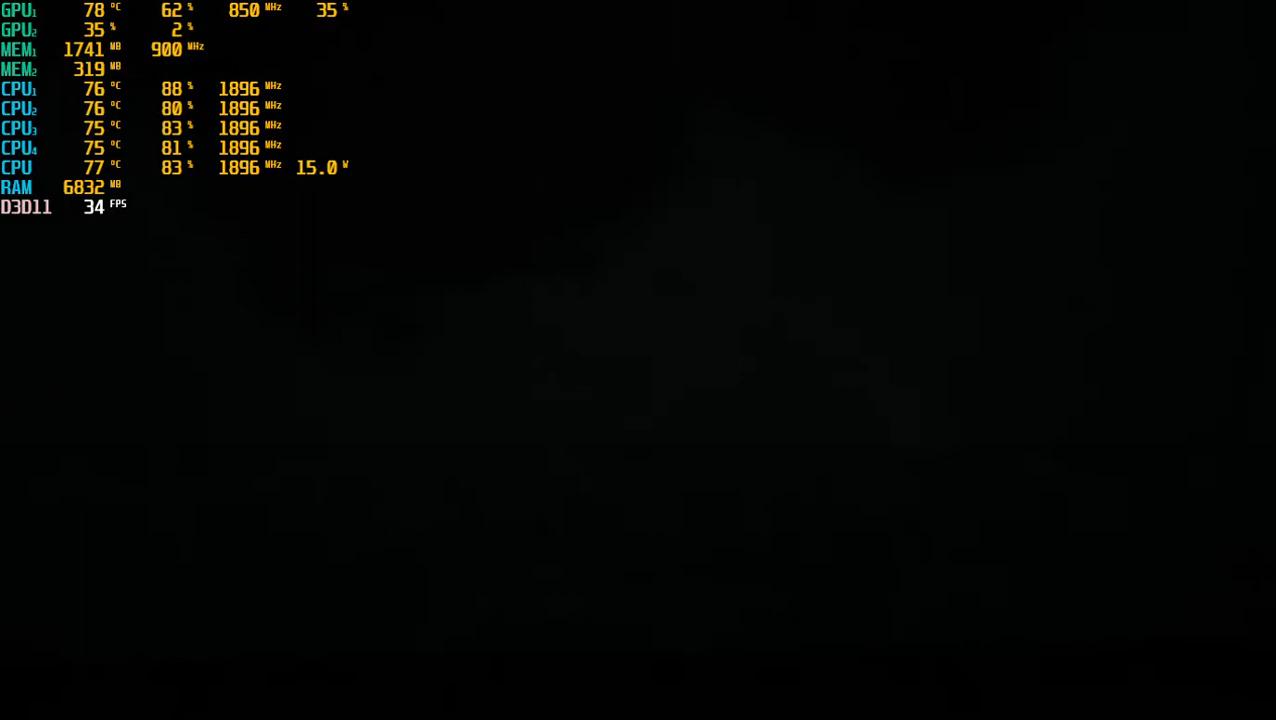 GPU₁ 78 °C 62 % 850 MHz 35 %
GPU₂ 35 % 2 %
MEM₁ 1741 MB 900 MHz
MEM₂ 319 MB
CPU₁ 76 °C 88 % 1896 MHz
CPU₂ 76 °C 80 % 1896 MHz
CPU₃ 75 °C 83 % 1896 MHz
CPU₄ 75 °C 81 % 1896 MHz
CPU 77 °C 83 % 1896 MHz 15.0 W
RAM 6832 MB
D3D11 34 FPS